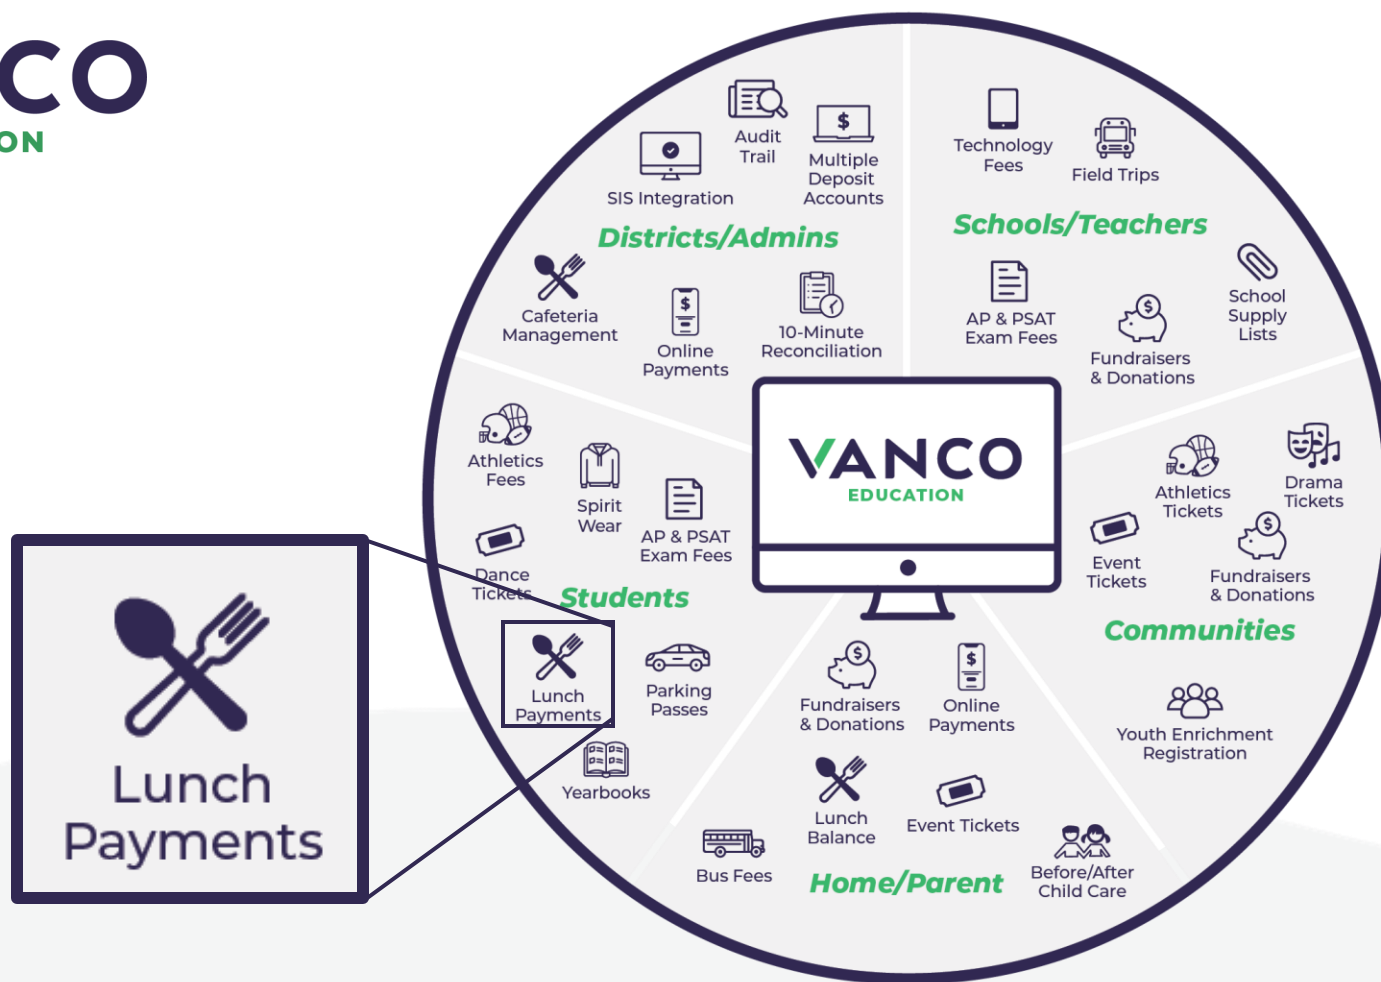 CO
ON
Audit
Trail
SIS Integration
Multiple
Deposit
Accounts
Districts/Admins
Cafeteria
Management
Online
Payments
10-Minute
Reconciliation
Technology
Fees
Field Trips
Schools/Teachers
AP & PSAT
Exam Fees
Fundraisers
& Donations
School
Supply
Lists
VANCO
EDUCATION
Athletics
Fees
Spirit
Wear
AP & PSAT
Exam Fees
Dance
Tickets
Students
Lunch
Payments
Parking
Passes
Yearbooks
Athletics
Tickets
Drama
Tickets
Event
Tickets
Fundraisers
& Donations
Communities
Youth Enrichment
Registration
Fundraisers
& Donations
Online
Payments
Lunch
Balance
Event Tickets
Bus Fees
Home/Parent
Before/After
Child Care
Lunch
Payments